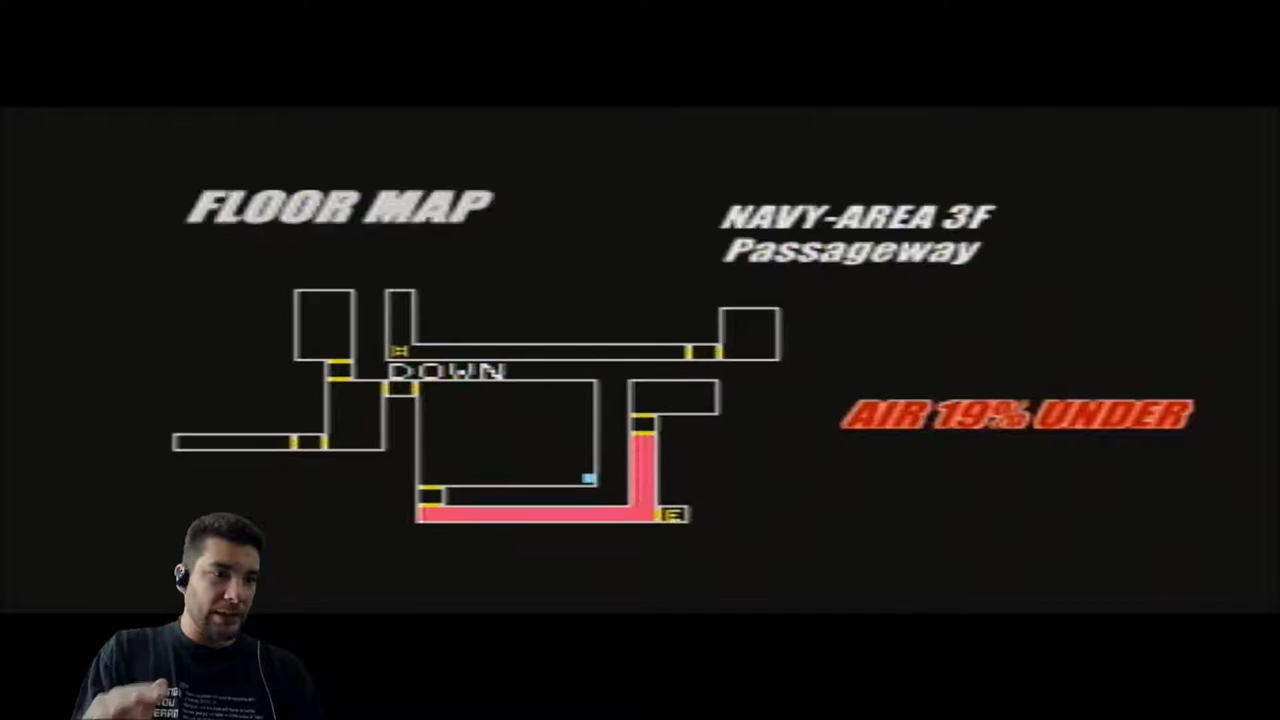 FLOOR MAP
NAVY-AREA 3F
Passageway
DOWN
AIR 19% UNDER
E